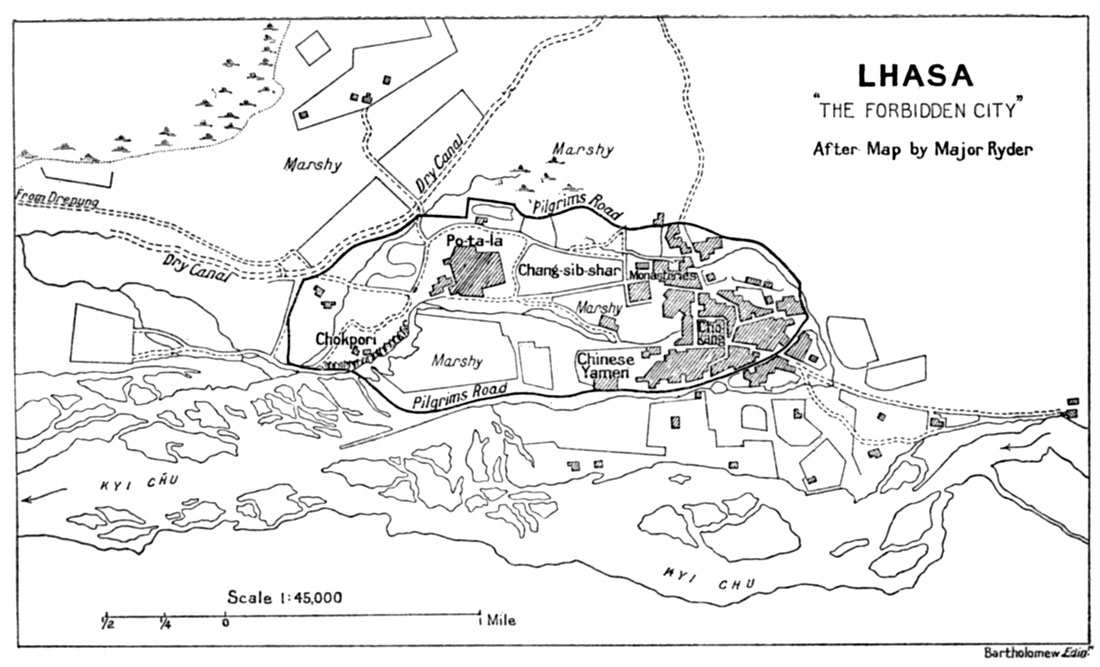 LHASA
"THE FORBIDDEN CITY"
After Map by Major Ryder
Marshy
Dry Canal
Marshy
From Drepung
Pilgrims Road
Dry Canal
Po-ta-la
Chang-sib-shar
Monasteries
Marshy
Cho
kang
Chokpori
Marshy
Chinese
Yamen
Pilgrims Road
KYI CHU
KYI CHU
Scale 1:45,000
1/2
1/4
0
1 Mile
Bartholomew Edinr